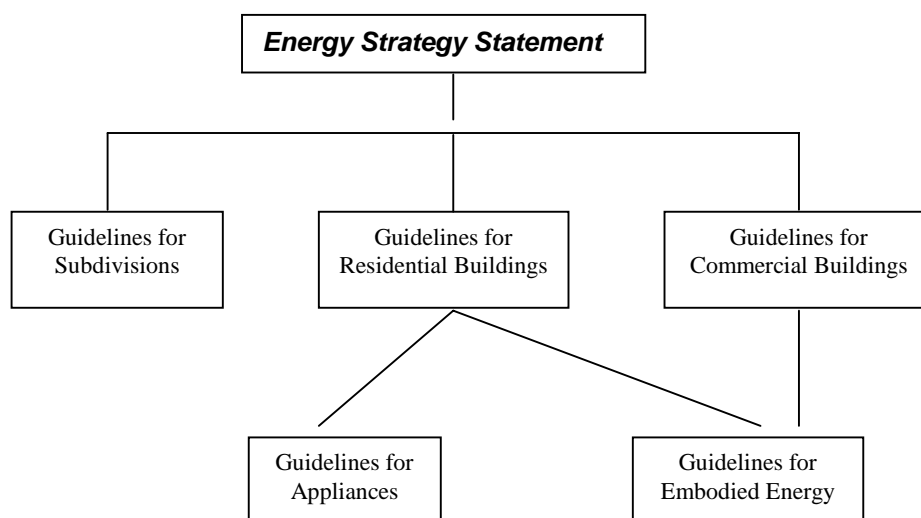 Energy Strategy Statement
Guidelines for
Subdivisions
Guidelines for
Residential Buildings
Guidelines for
Commercial Buildings
Guidelines for
Appliances
Guidelines for
Embodied Energy